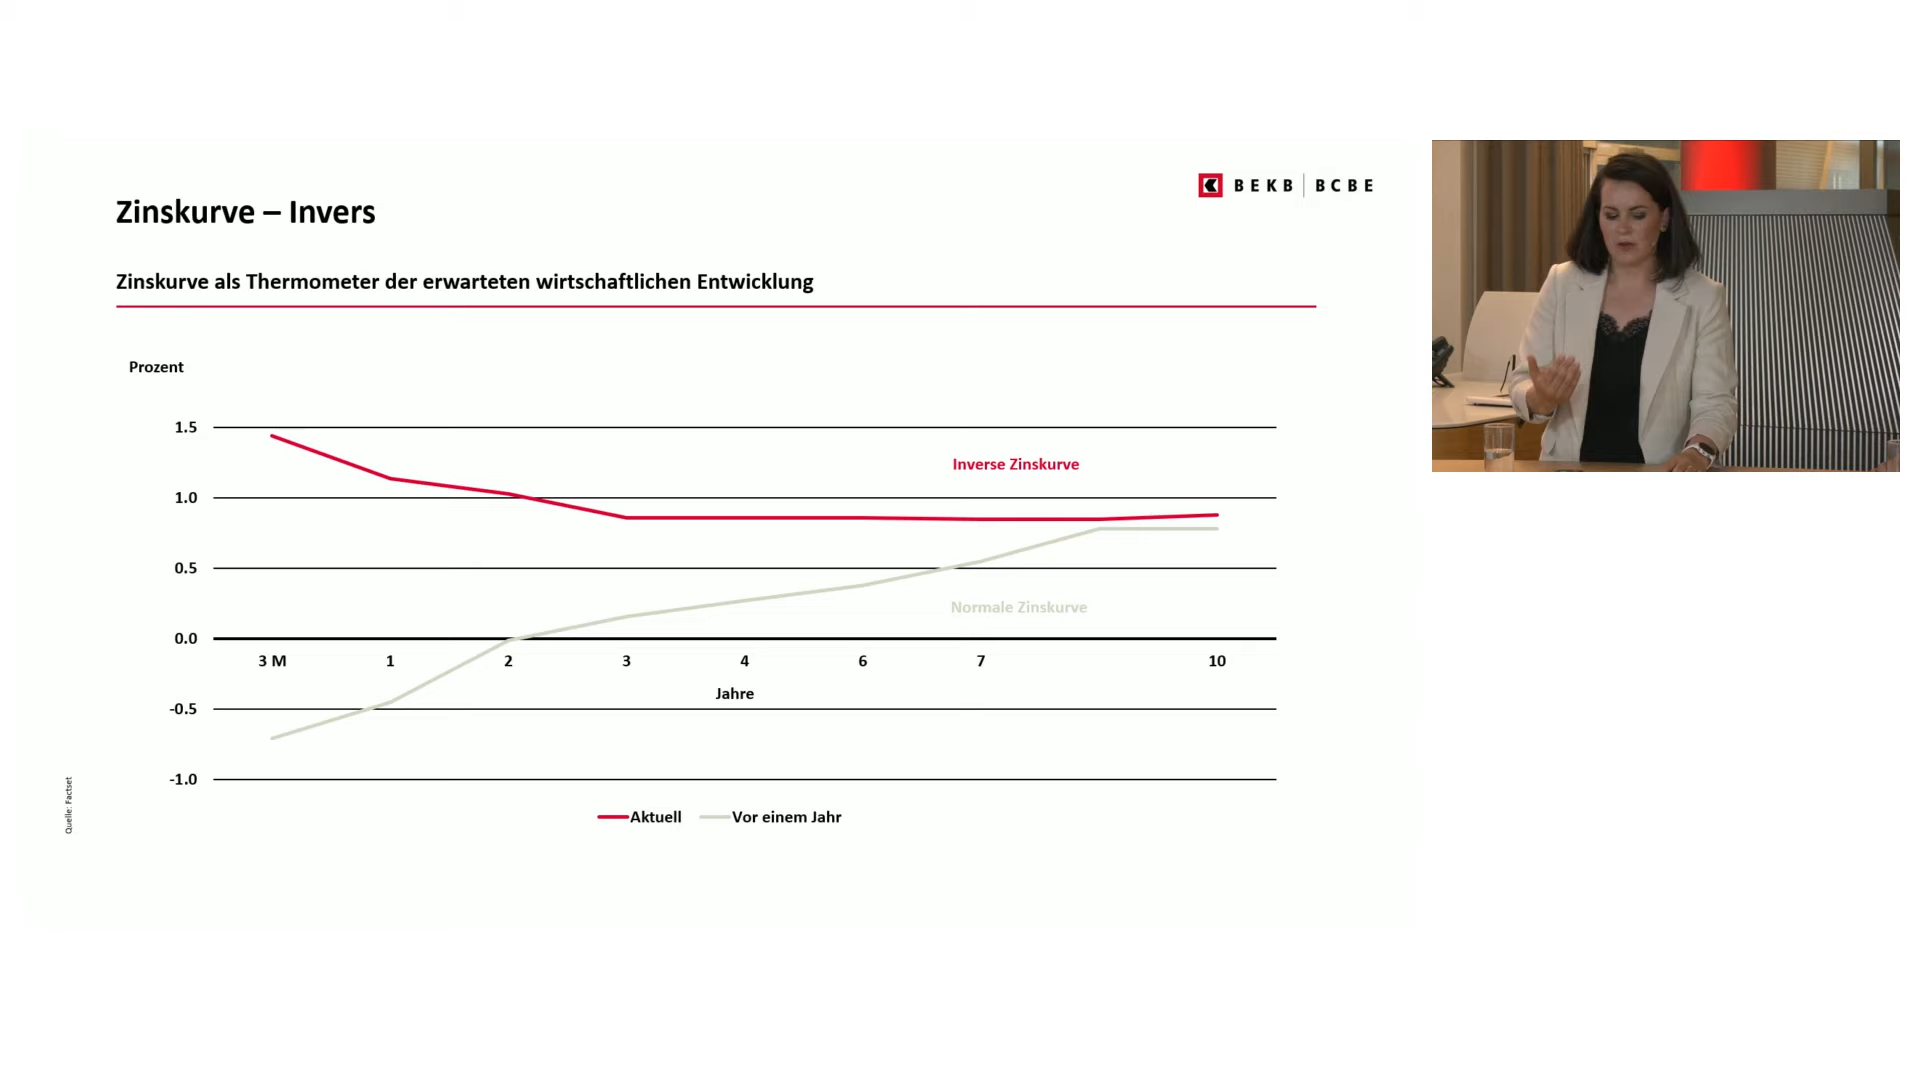 BEKB | BCBE
Zinskurve – Invers
Zinskurve als Thermometer der erwarteten wirtschaftlichen Entwicklung
Prozent
1.5
Inverse Zinskurve
1.0
0.5
Normale Zinskurve
0.0
3 M 1 2 3 4 6 7 10
Jahre
-0.5
-1.0
Aktuell Vor einem Jahr
Quelle: Factset